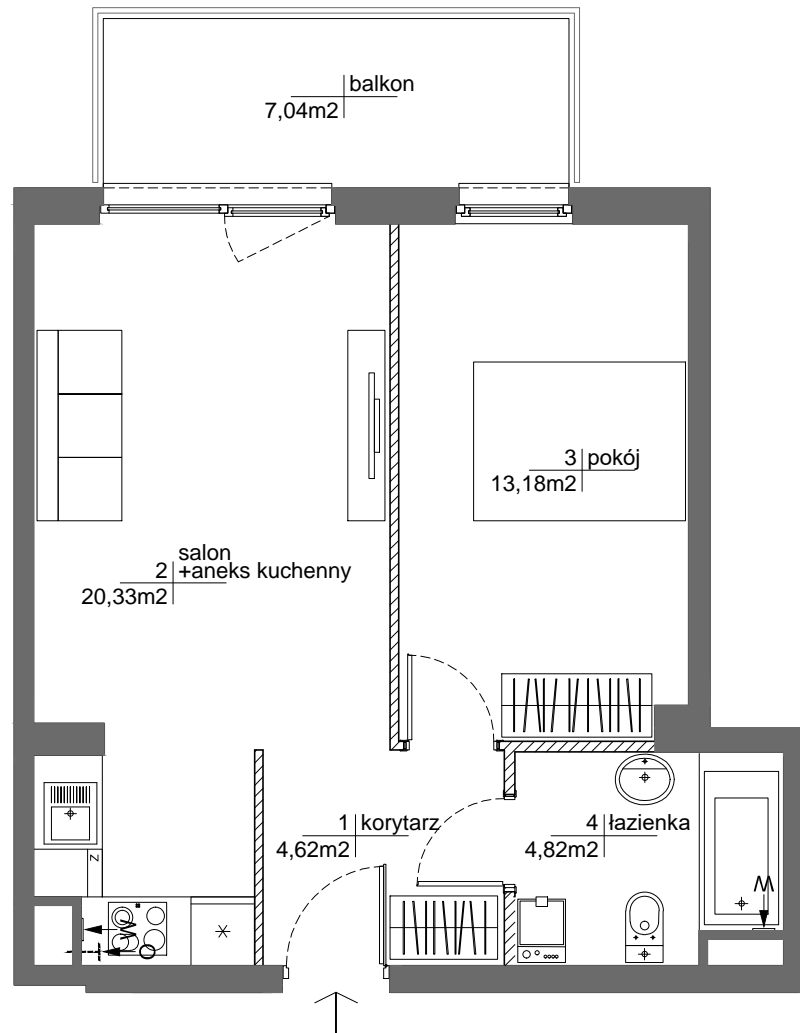 balkon
7,04m2
3 pokój
13,18m2
salon
2 +aneks kuchenny
20,33m2
1 korytarz
4,62m2
4 łazienka
4,82m2
Z
W
W
O